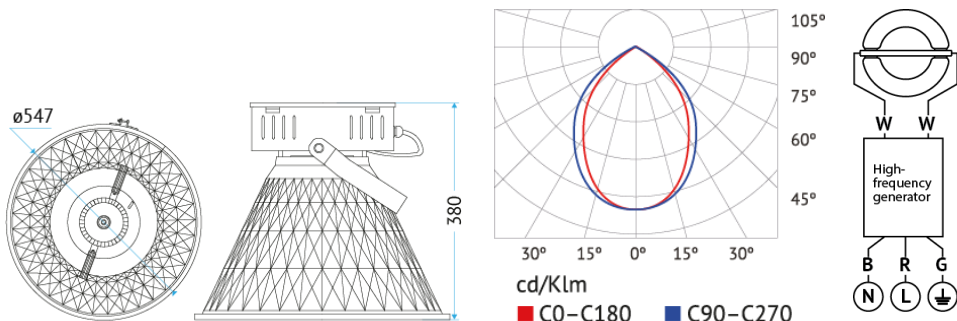 ø547
380
105°
90°
75°
60°
45°
30° 15° 0° 15° 30°
cd/Klm
C0–C180 C90–C270
W W
High-
frequency
generator
B R G
N L